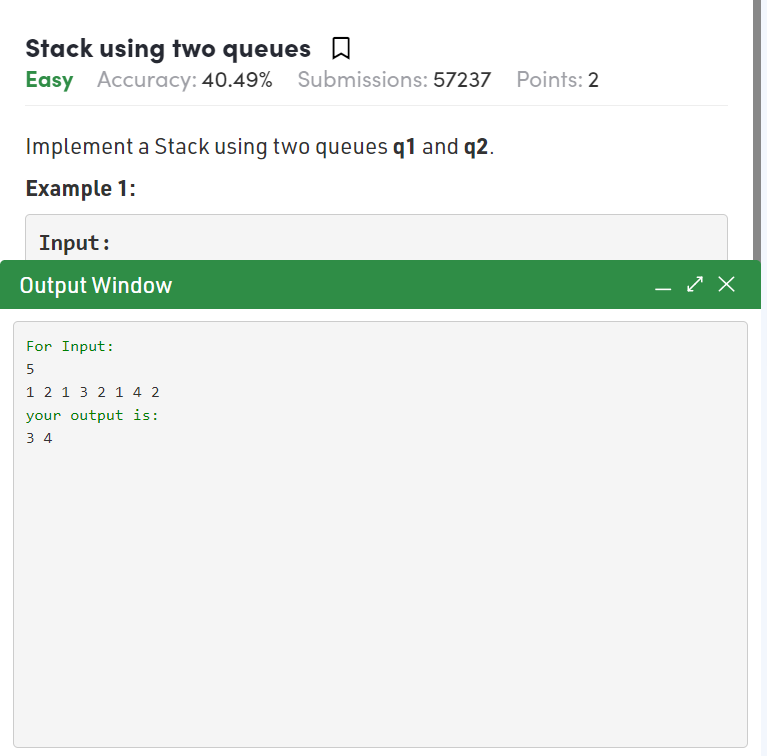 Stack using two queues
Easy Accuracy: 40.49% Submissions: 57237 Points: 2
Implement a Stack using two queues q1 and q2.
Example 1:
Input:
Output Window
For Input:
5
1 2 1 3 2 1 4 2
your output is:
3 4